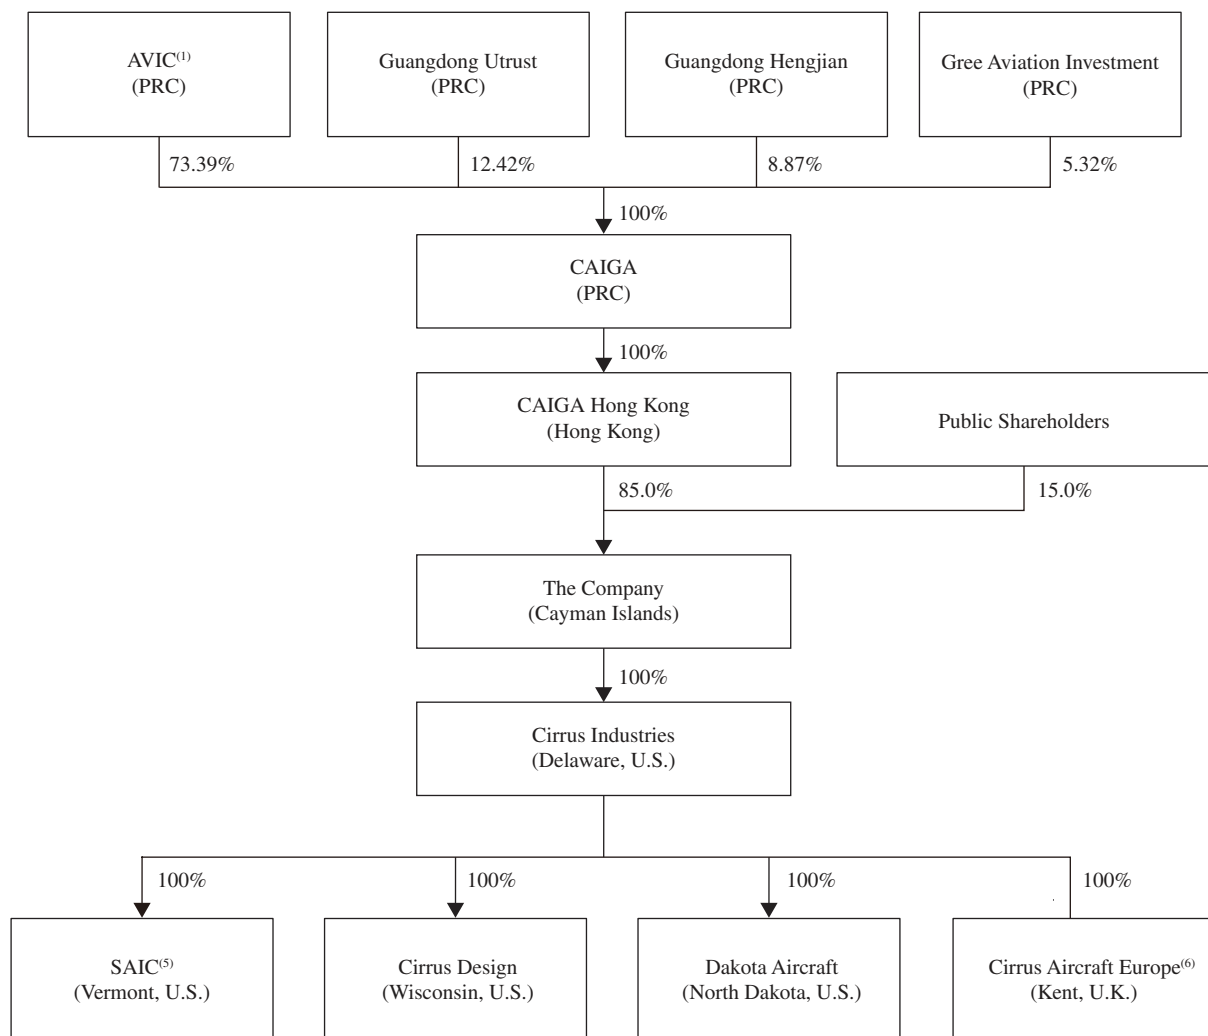 AVIC(1)
(PRC)
Guangdong Utrust
(PRC)
Guangdong Hengjian
(PRC)
Gree Aviation Investment
(PRC)
73.39%
12.42%
8.87%
5.32%
100%
CAIGA
(PRC)
100%
CAIGA Hong Kong
(Hong Kong)
Public Shareholders
85.0%
15.0%
The Company
(Cayman Islands)
100%
Cirrus Industries
(Delaware, U.S.)
100%
100%
100%
100%
SAIC(5)
(Vermont, U.S.)
Cirrus Design
(Wisconsin, U.S.)
Dakota Aircraft
(North Dakota, U.S.)
Cirrus Aircraft Europe(6)
(Kent, U.K.)